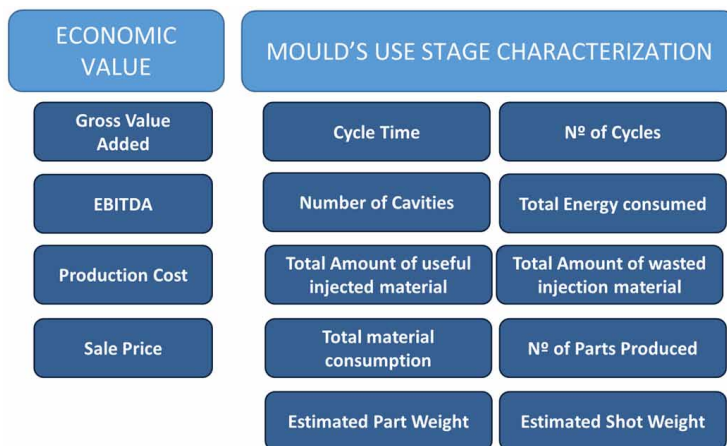 ECONOMIC
VALUE
MOULD'S USE STAGE CHARACTERIZATION
Gross Value
Added
Cycle Time
Nº of Cycles
EBITDA
Number of Cavities
Total Energy consumed
Production Cost
Total Amount of useful
injected material
Total Amount of wasted
injection material
Sale Price
Total material
consumption
Nº of Parts Produced
Estimated Part Weight
Estimated Shot Weight